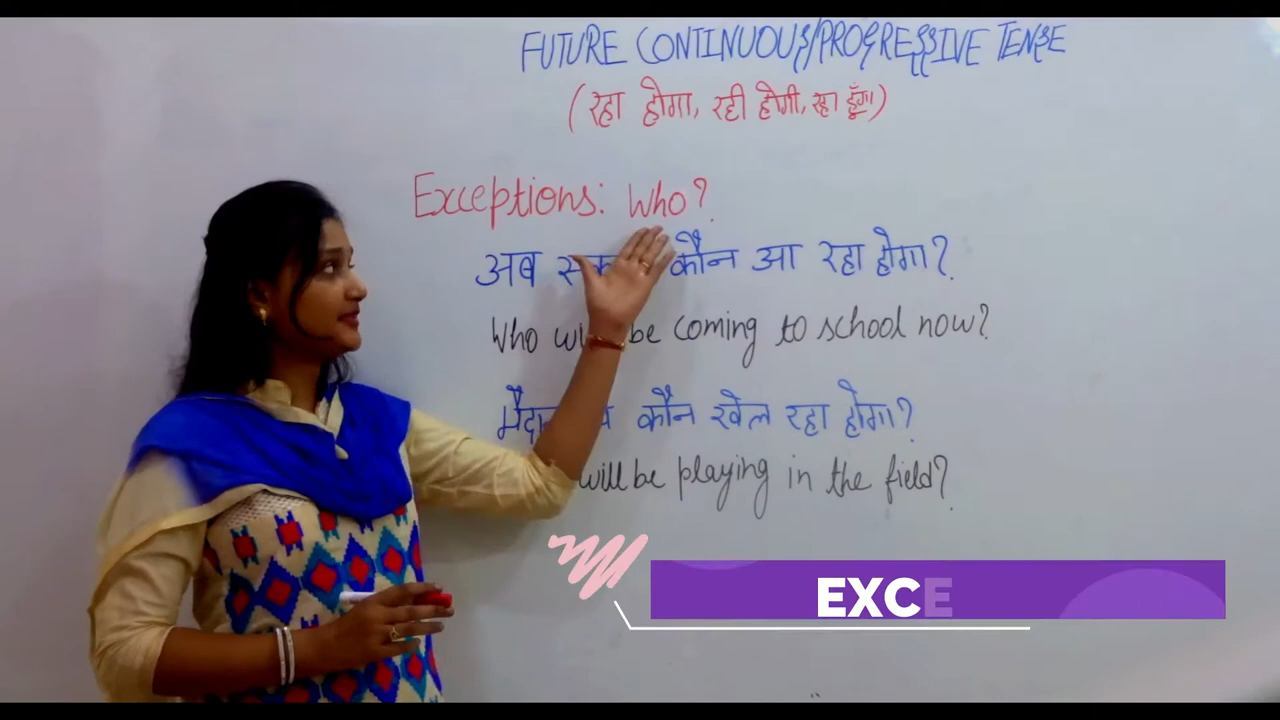 FUTURE CONTINUOUS/PROGRESSIVE TENSE
(रहा होगा, रही होगी, रहा हूँगा)
Exceptions: Who?
अब कौन आ रहा होगा?
Who be coming to school now?
कौन खेल रहा होगा?
will be playing in the field?
EXCE